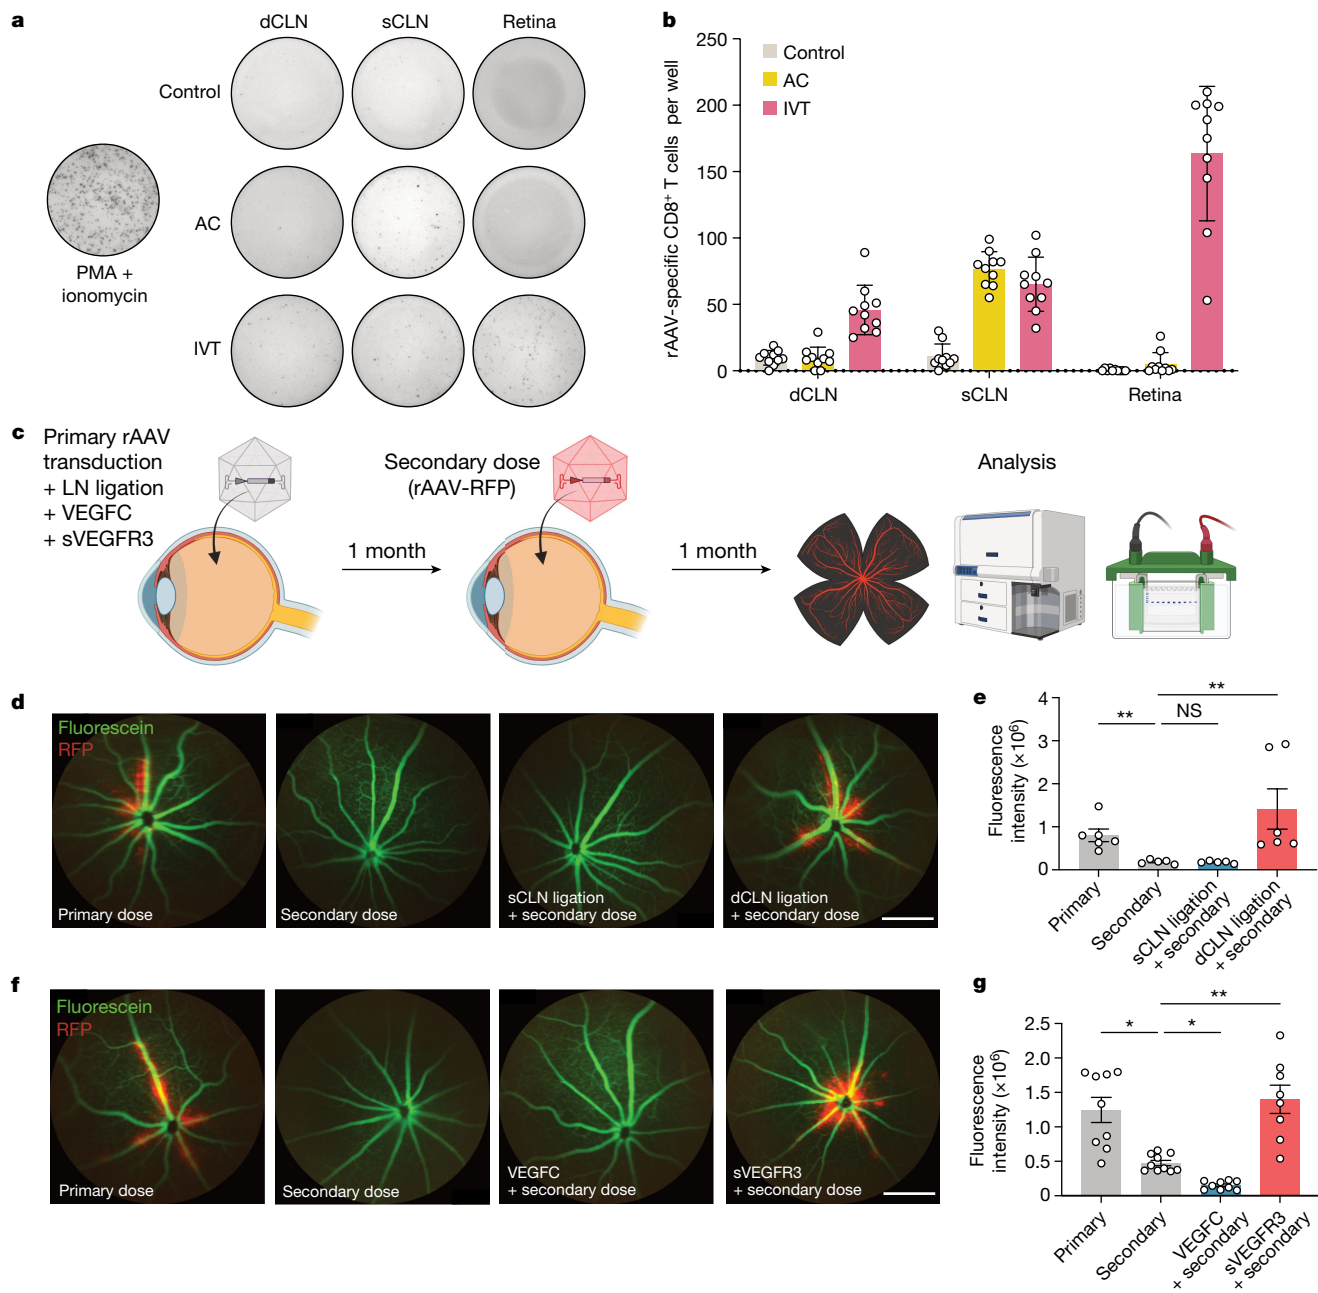 a
dCLN
sCLN
Retina
Control
AC
IVT
PMA +
ionomycin
b
rAAV-specific CD8⁺ T cells per well
250
200
150
100
50
0
Control
AC
IVT
dCLN
sCLN
Retina
c
Primary rAAV
transduction
+ LN ligation
+ VEGFC
+ sVEGFR3
1 month
Secondary dose
(rAAV-RFP)
1 month
Analysis
d
Fluorescein
RFP
Primary dose
Secondary dose
sCLN ligation
+ secondary dose
dCLN ligation
+ secondary dose
e
Fluorescence
intensity (×10⁶)
4
3
2
1
0
**
NS
**
Primary
Secondary
sCLN ligation
+ secondary
dCLN ligation
+ secondary
f
Fluorescein
RFP
Primary dose
Secondary dose
VEGFC
+ secondary dose
sVEGFR3
+ secondary dose
g
Fluorescence
intensity (×10⁶)
2.5
2.0
1.5
1.0
0.5
0
*
*
**
Primary
Secondary
VEGFC
+ secondary
sVEGFR3
+ secondary